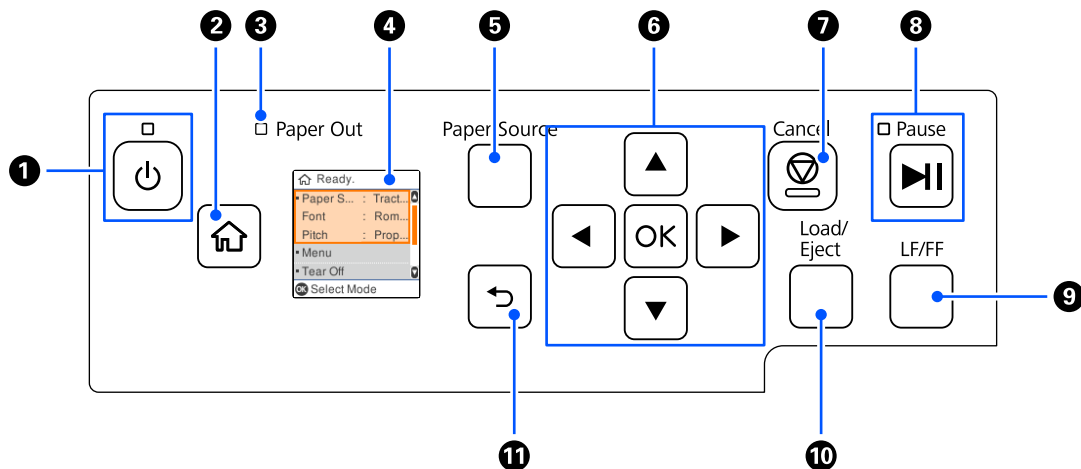 2 3 4 5 6 7 8
Paper Out Paper Source Cancel Pause
1
Ready.
Paper S... : Tract...
Font : Rom...
Pitch : Prop...
Menu
Tear Off
OK Select Mode
OK
Load/
Eject
LF/FF
9
11 10